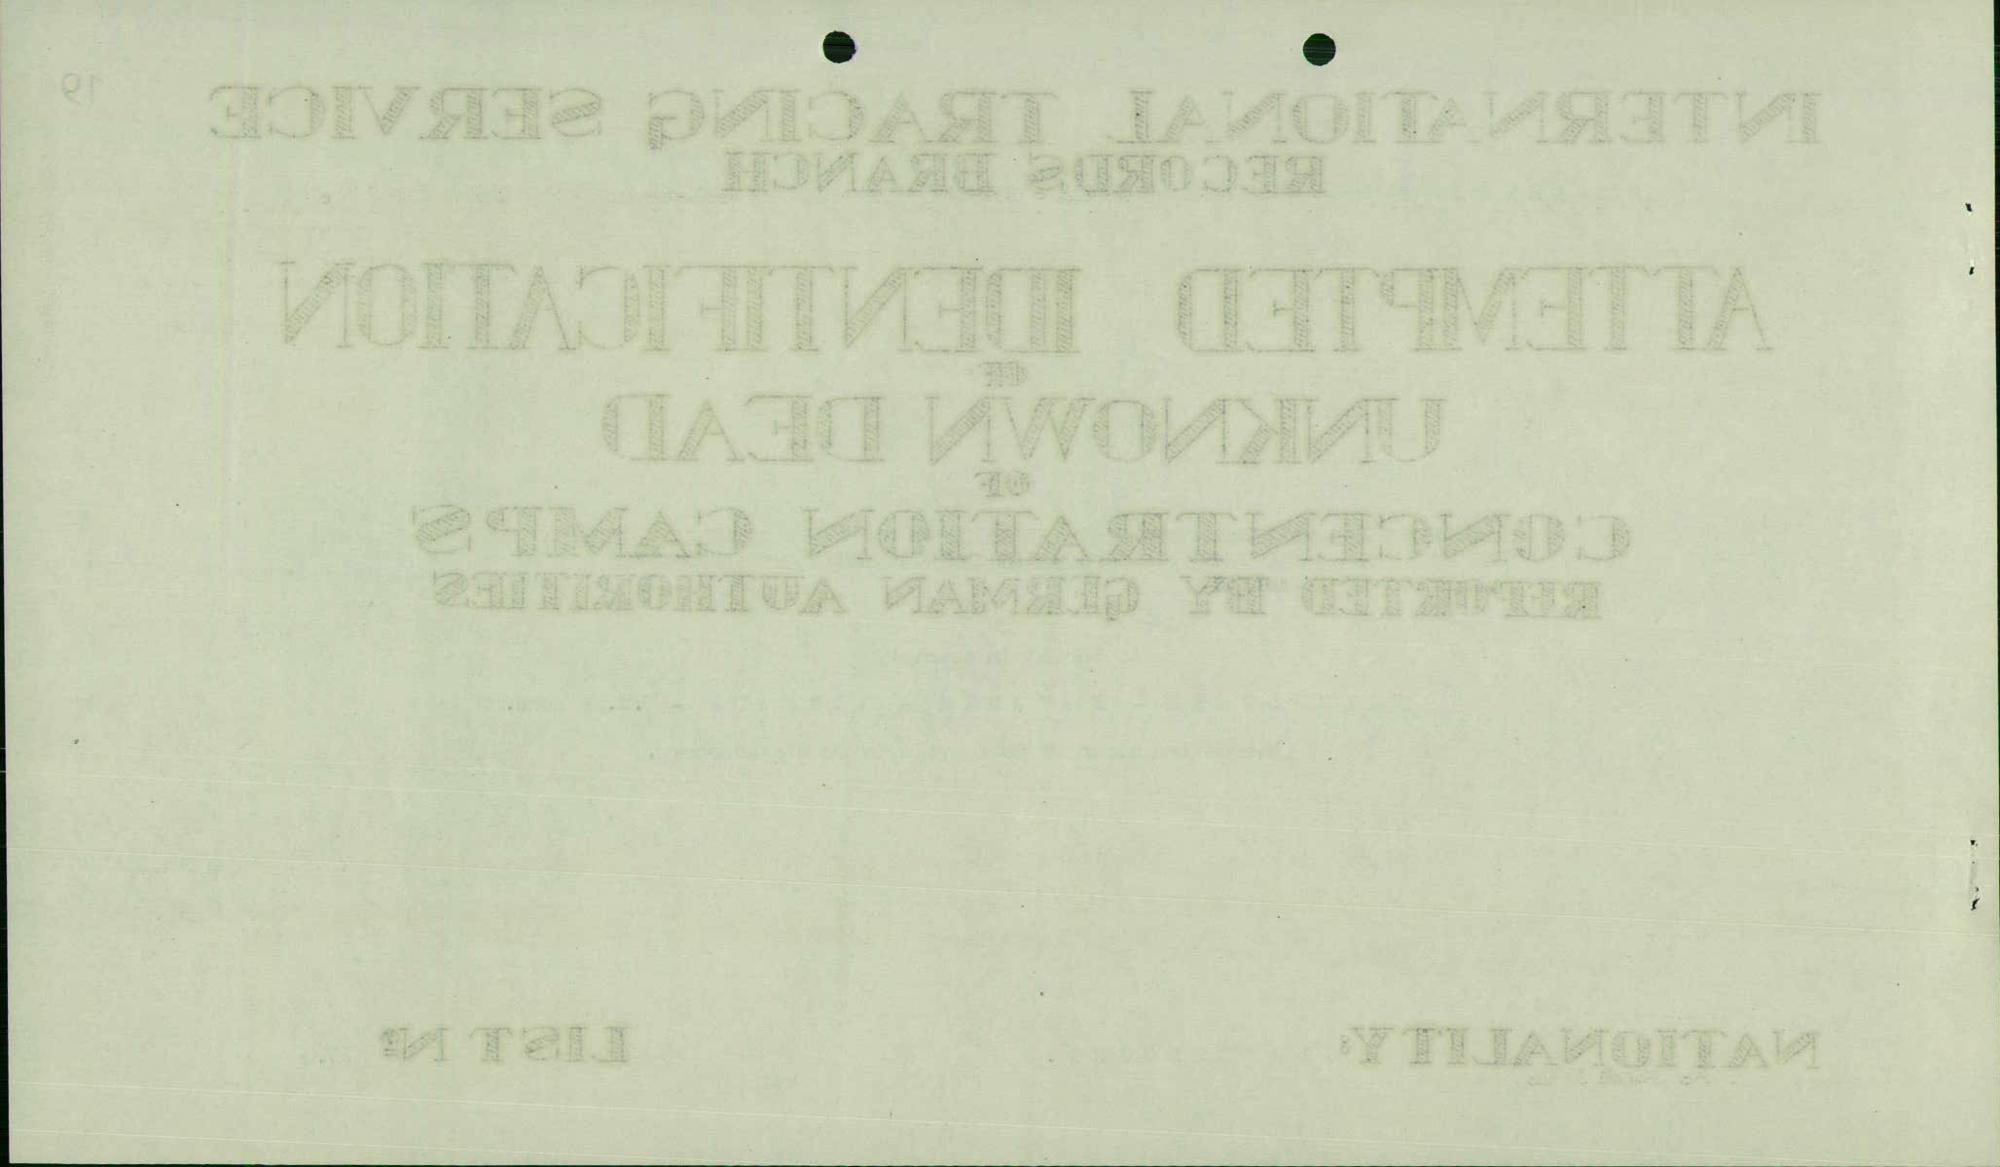 19
INTERNATIONAL TRACING SERVICE
RECORDS BRANCH
ATTEMPTED IDENTIFICATION
OF
UNKNOWN DEAD
OF
CONCENTRATION CAMPS
REPORTED BY GERMAN AUTHORITIES
NATIONALITY: LIST No